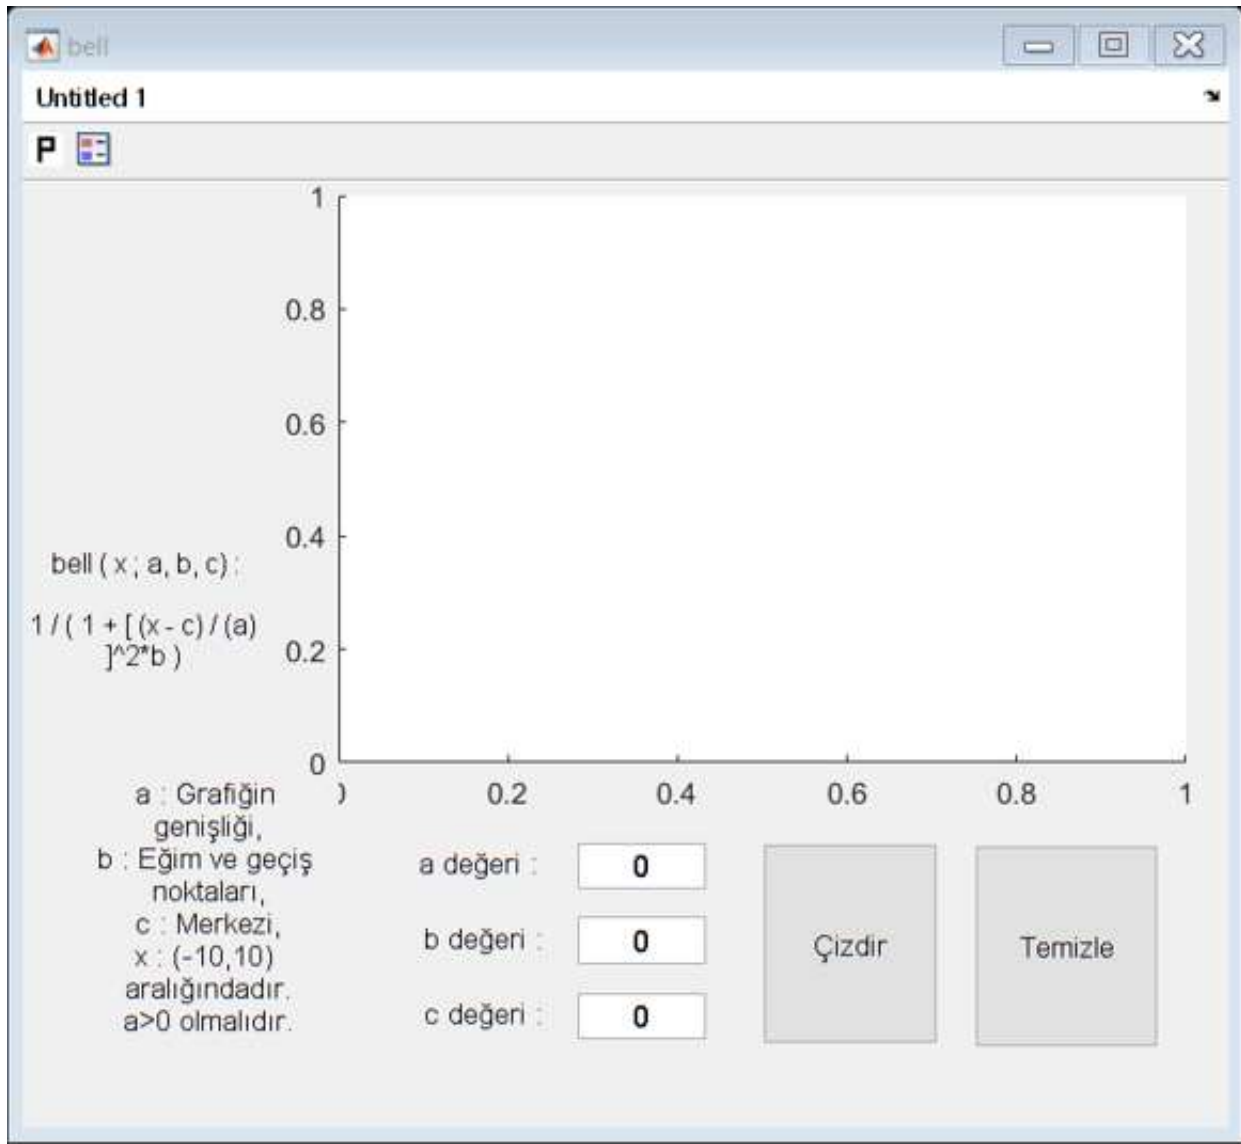 bell
Untitled 1
P
1
0.8
0.6
0.4
0.2
0
0.2
0.4
0.6
0.8
1
bell ( x ; a, b, c) :
1 / ( 1 + [ (x - c) / (a)
]^2*b )
a : Grafiğin
genişliği,
b : Eğim ve geçiş
noktaları,
c : Merkezi,
x : (-10,10)
aralığındadır.
a>0 olmalıdır.
a değeri : 0
b değeri : 0
c değeri : 0
Çizdir
Temizle